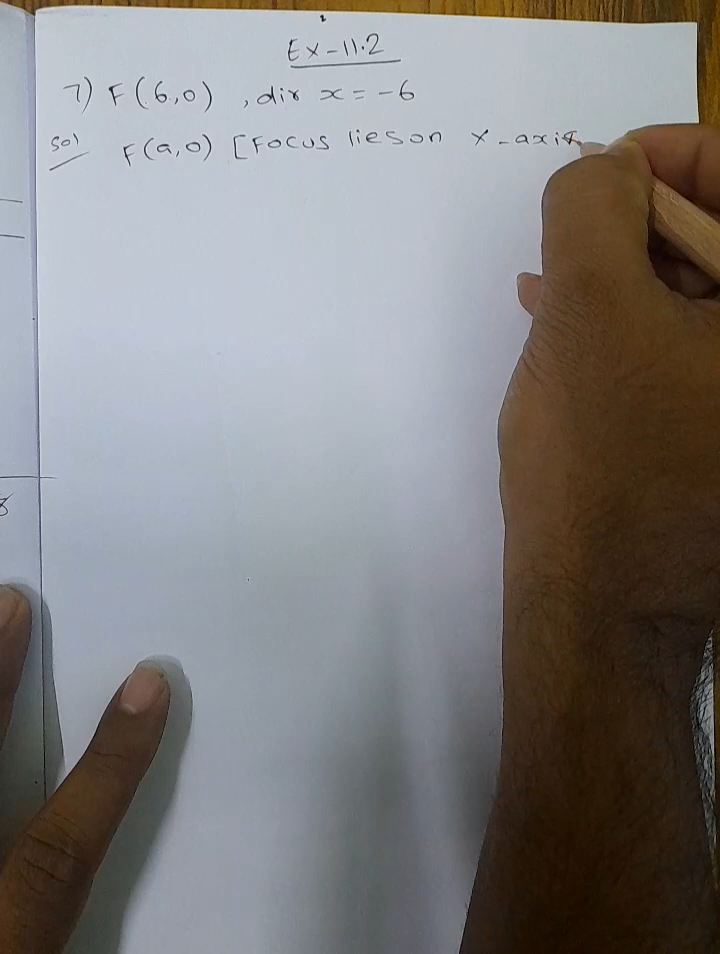 Ex-11.2
7) F(6,0) , dir x = -6
Sol F(a,0) [Focus lies on x-axis